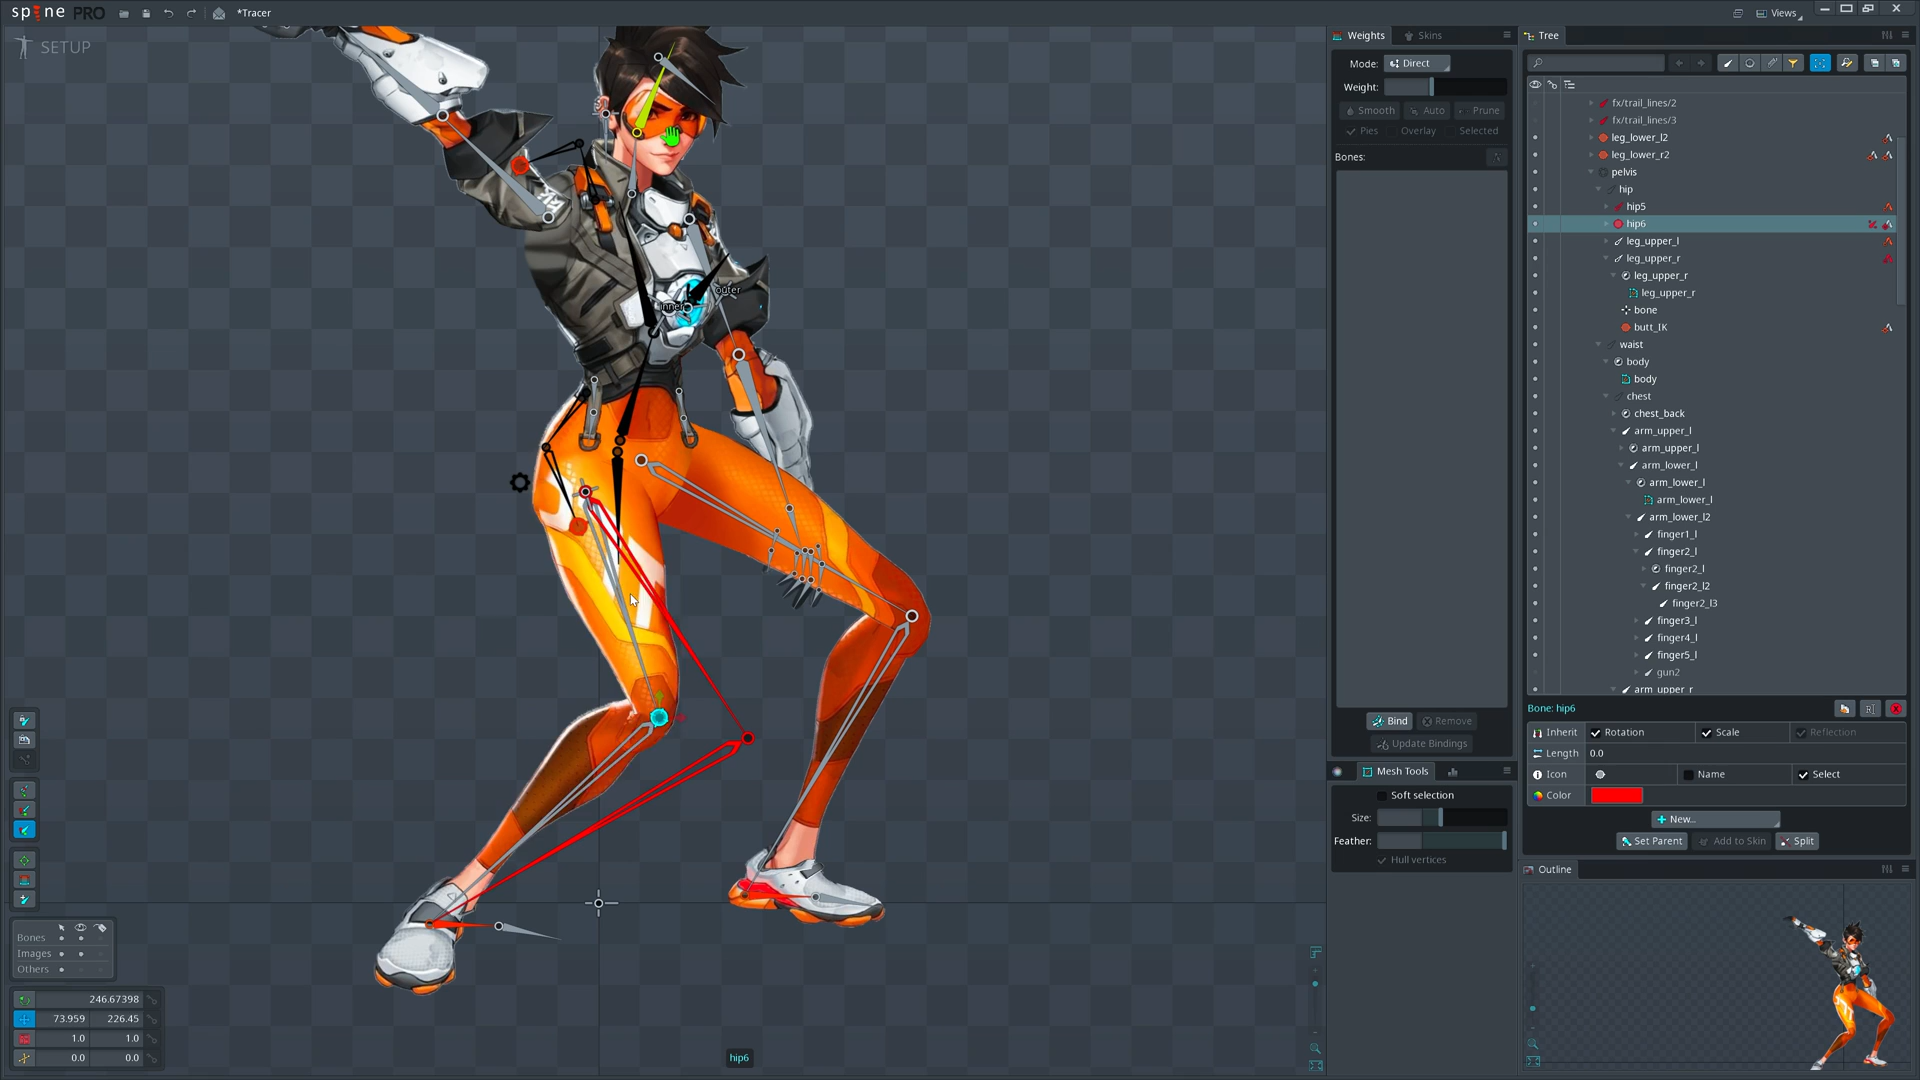 spine PRO
*Tracer
Views
SETUP
Weights
Skins
Tree
Mode:
Direct
Weight:
Smooth
Auto
Prune
Pies
Overlay
Selected
Bones:
Bind
Remove
Update Bindings
Mesh Tools
Soft selection
Size:
Feather:
Hull vertices
fx/trail_lines/2
fx/trail_lines/3
leg_lower_l2
leg_lower_r2
pelvis
hip
hip5
hip6
leg_upper_l
leg_upper_r
leg_upper_r
leg_upper_r
bone
butt_IK
waist
body
body
chest
chest_back
arm_upper_l
arm_upper_l
arm_lower_l
arm_lower_l
arm_lower_l
arm_lower_l2
finger1_l
finger2_l
finger2_l
finger2_l2
finger2_l3
finger3_l
finger4_l
finger5_l
gun2
arm_upper_r
Bone: hip6
Inherit
Rotation
Scale
Reflection
Length
0.0
Icon
Name
Select
Color
New...
Set Parent
Add to Skin
Split
Outline
inner
outer
Bones
Images
Others
246.67398
73.959
226.45
1.0
1.0
0.0
0.0
hip6